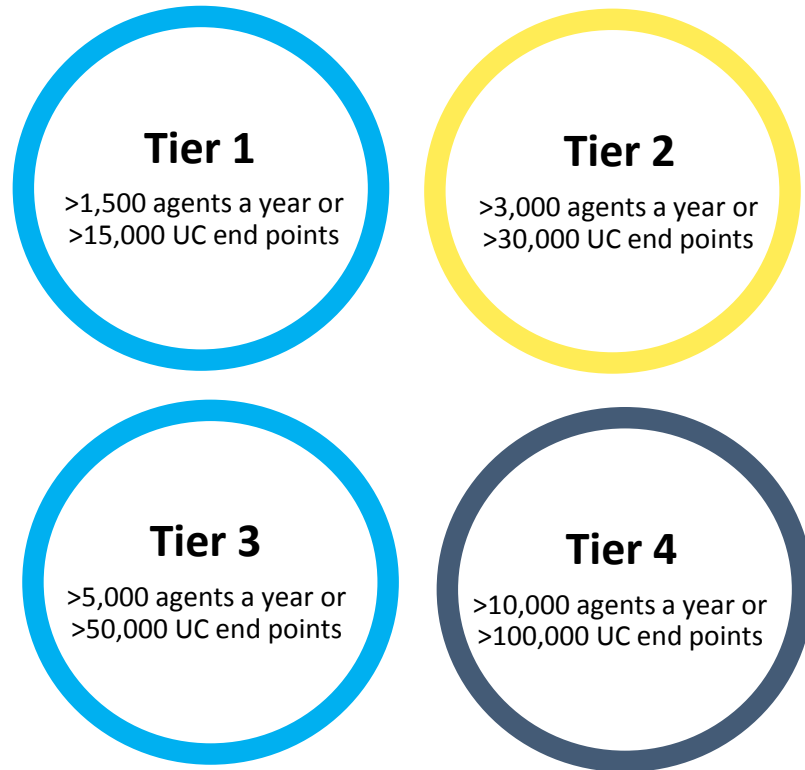 Tier 1
>1,500 agents a year or
>15,000 UC end points
Tier 2
>3,000 agents a year or
>30,000 UC end points
Tier 3
>5,000 agents a year or
>50,000 UC end points
Tier 4
>10,000 agents a year or
>100,000 UC end points